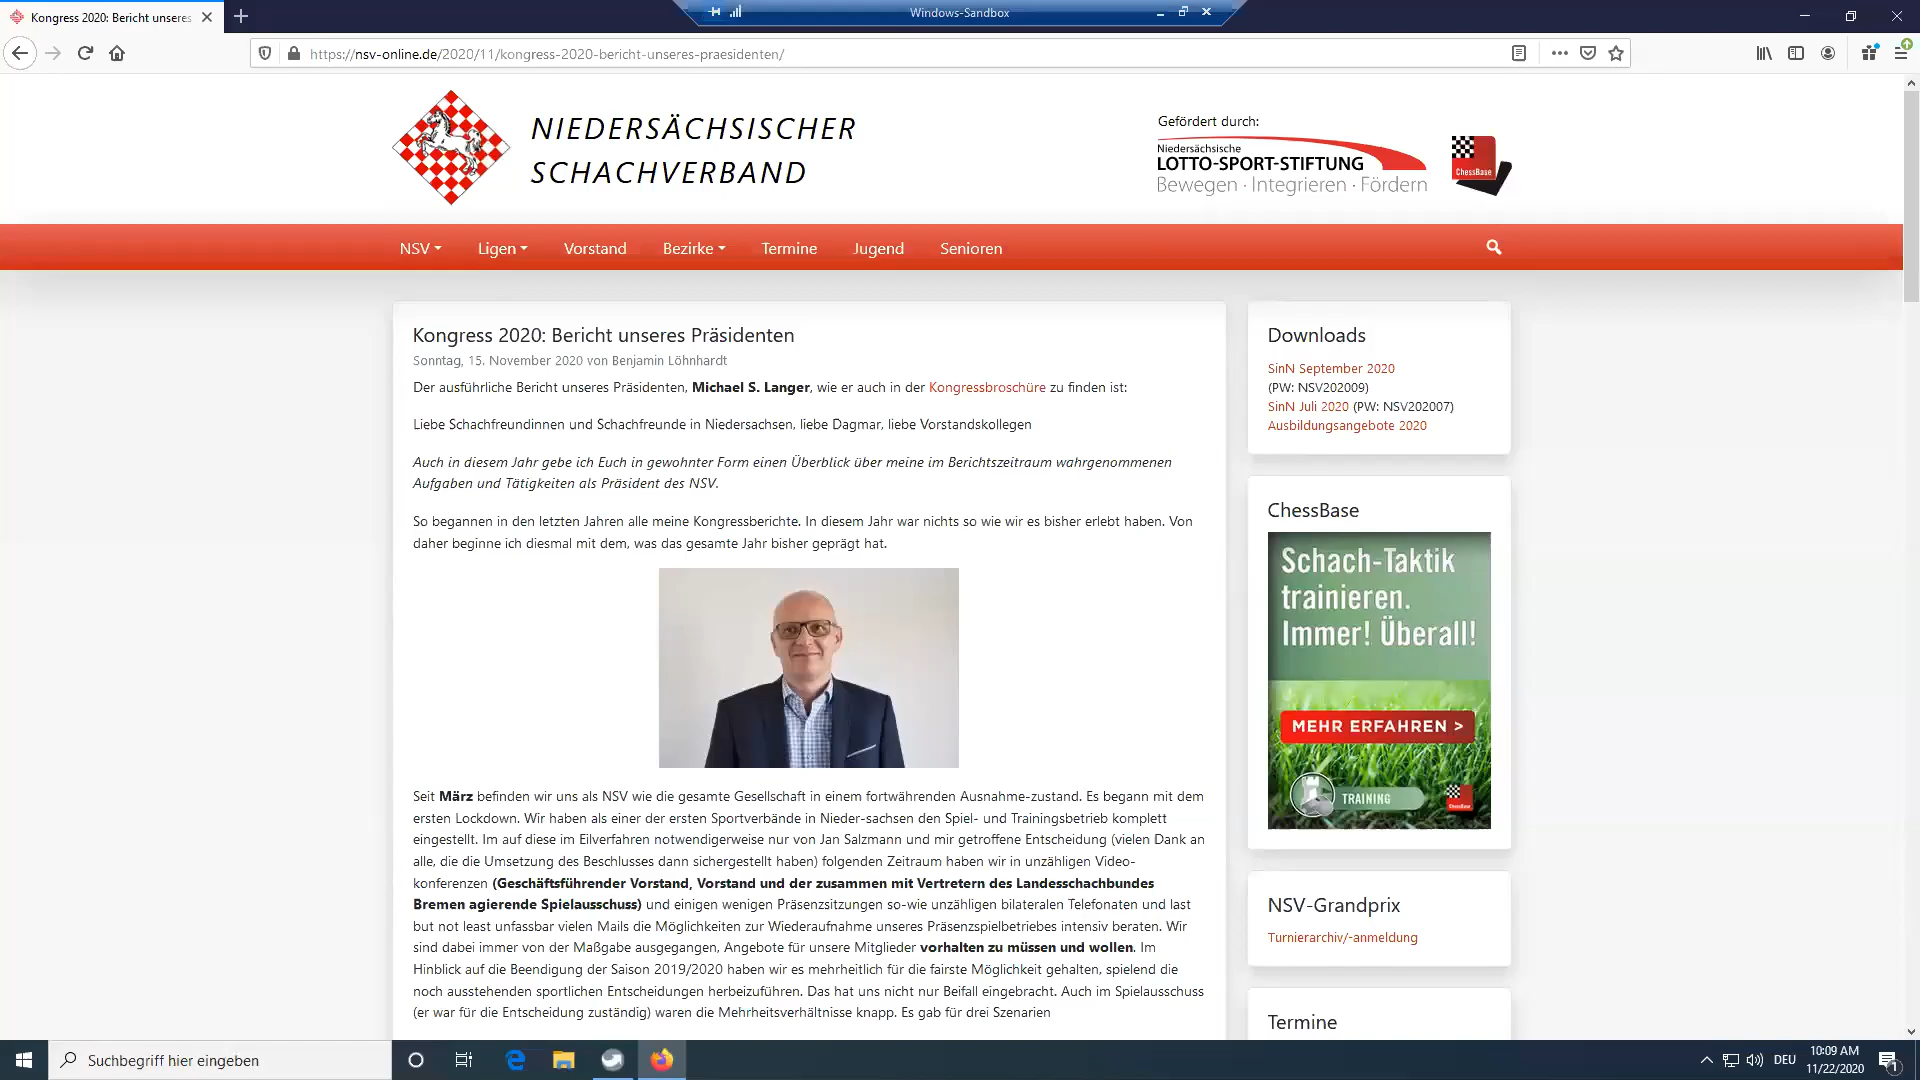 Kongress 2020: Bericht unseres
Windows-Sandbox
https://nsv-online.de/2020/11/kongress-2020-bericht-unseres-praesidenten/
NIEDERSÄCHSISCHER
SCHACHVERBAND
Gefördert durch:
Niedersächsische
LOTTO-SPORT-STIFTUNG
Bewegen · Integrieren · Fördern
ChessBase
NSV Ligen Vorstand Bezirke Termine Jugend Senioren
Kongress 2020: Bericht unseres Präsidenten
Sonntag, 15. November 2020 von Benjamin Löhnhardt
Der ausführliche Bericht unseres Präsidenten, Michael S. Langer, wie er auch in der Kongressbroschüre zu finden ist:
Liebe Schachfreundinnen und Schachfreunde in Niedersachsen, liebe Dagmar, liebe Vorstandskollegen
Auch in diesem Jahr gebe ich Euch in gewohnter Form einen Überblick über meine im Berichtszeitraum wahrgenommenen
Aufgaben und Tätigkeiten als Präsident des NSV.
So begannen in den letzten Jahren alle meine Kongressberichte. In diesem Jahr war nichts so wie wir es bisher erlebt haben. Von
daher beginne ich diesmal mit dem, was das gesamte Jahr bisher geprägt hat.
Seit März befinden wir uns als NSV wie die gesamte Gesellschaft in einem fortwährenden Ausnahme-zustand. Es begann mit dem
ersten Lockdown. Wir haben als einer der ersten Sportverbände in Nieder-sachsen den Spiel- und Trainingsbetrieb komplett
eingestellt. Im auf diese im Eilverfahren notwendigerweise nur von Jan Salzmann und mir getroffene Entscheidung (vielen Dank an
alle, die die Umsetzung des Beschlusses dann sichergestellt haben) folgenden Zeitraum haben wir in unzähligen Video-
konferenzen (Geschäftsführender Vorstand, Vorstand und der zusammen mit Vertretern des Landesschachbundes
Bremen agierende Spielausschuss) und einigen wenigen Präsenzsitzungen so-wie unzähligen bilateralen Telefonaten und last
but not least unfassbar vielen Mails die Möglichkeiten zur Wiederaufnahme unseres Präsenzspielbetriebes intensiv beraten. Wir
sind dabei immer von der Maßgabe ausgegangen, Angebote für unsere Mitglieder vorhalten zu müssen und wollen. Im
Hinblick auf die Beendigung der Saison 2019/2020 haben wir es mehrheitlich für die fairste Möglichkeit gehalten, spielend die
noch ausstehenden sportlichen Entscheidungen herbeizuführen. Das hat uns nicht nur Beifall eingebracht. Auch im Spielausschuss
(er war für die Entscheidung zuständig) waren die Mehrheitsverhältnisse knapp. Es gab für drei Szenarien
Downloads
SinN September 2020
(PW: NSV202009)
SinN Juli 2020 (PW: NSV202007)
Ausbildungsangebote 2020
ChessBase
Schach-Taktik
trainieren.
Immer! Überall!
MEHR ERFAHREN >
TRAINING
ChessBase
NSV-Grandprix
Turnierarchiv/-anmeldung
Termine
Suchbegriff hier eingeben
DEU
10:09 AM
11/22/2020
1